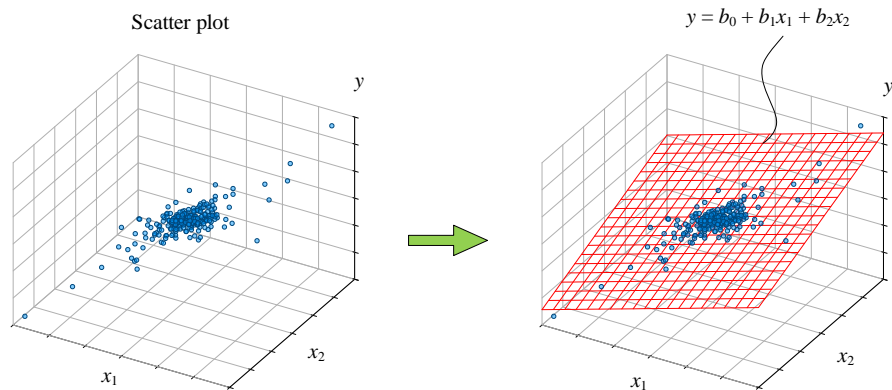 Scatter plot
y
x₁
x₂
y = b₀ + b₁x₁ + b₂x₂
y
x₁
x₂